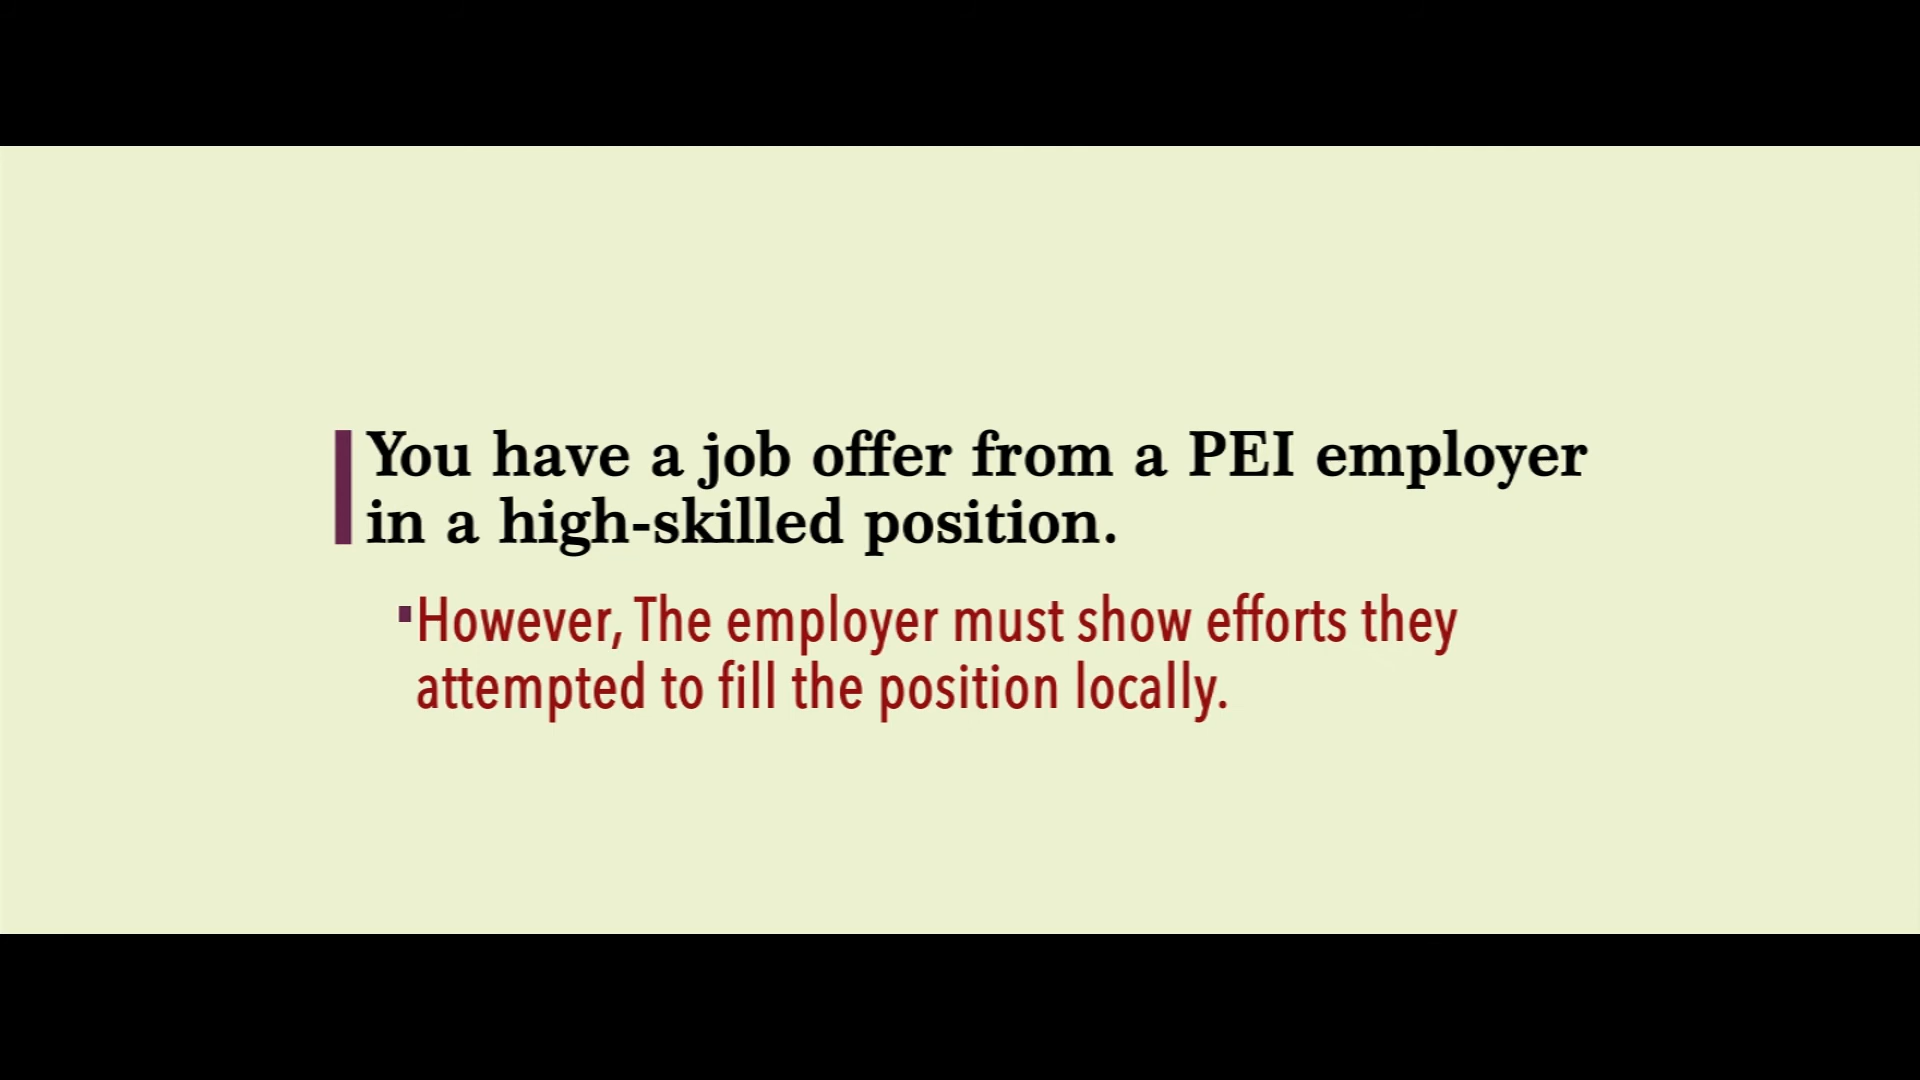 You have a job offer from a PEI employer
in a high-skilled position.
▪However, The employer must show efforts they
attempted to fill the position locally.